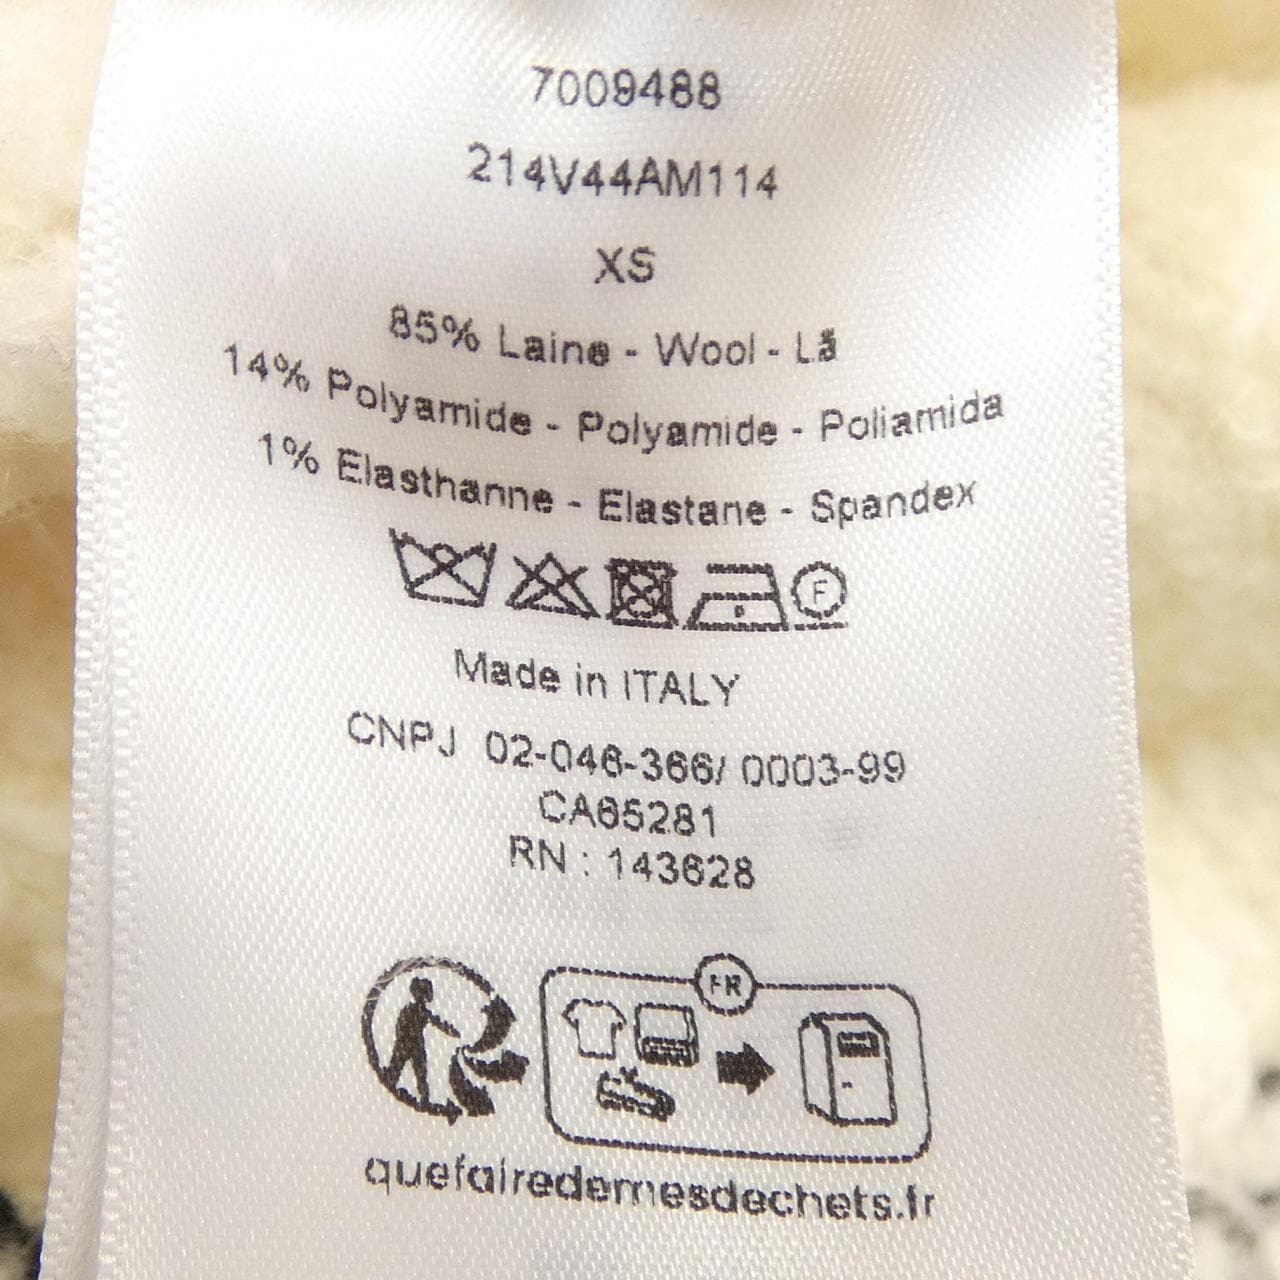 7009488
214V44AM114
XS
85% Laine - Wool - Lã
14% Polyamide - Polyamide - Poliamida
1% Elasthanne - Elastane - Spandex
F
Made in ITALY
CNPJ 02-046-366/ 0003-99
CA65281
RN : 143628
FR
quefairedemesdechets.fr